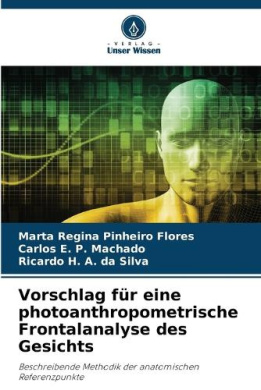 VERLAG
Unser Wissen
Marta Regina Pinheiro Flores
Carlos E. P. Machado
Ricardo H. A. da Silva
Vorschlag für eine
photoanthropometrische
Frontalanalyse des
Gesichts
Beschreibende Methodik der anatomischen
Referenzpunkte